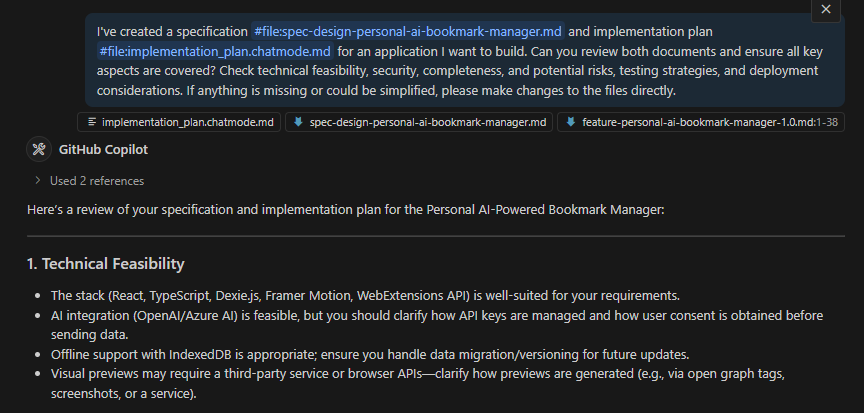 I've created a specification #file:spec-design-personal-ai-bookmark-manager.md and implementation plan
#file:implementation_plan.chatmode.md for an application I want to build. Can you review both documents and ensure all key
aspects are covered? Check technical feasibility, security, completeness, and potential risks, testing strategies, and deployment
considerations. If anything is missing or could be simplified, please make changes to the files directly.
implementation_plan.chatmode.md spec-design-personal-ai-bookmark-manager.md feature-personal-ai-bookmark-manager-1.0.md:1-38
GitHub Copilot
Used 2 references
Here's a review of your specification and implementation plan for the Personal AI-Powered Bookmark Manager:
1. Technical Feasibility
• The stack (React, TypeScript, Dexie.js, Framer Motion, WebExtensions API) is well-suited for your requirements.
• AI integration (OpenAI/Azure AI) is feasible, but you should clarify how API keys are managed and how user consent is obtained before
sending data.
• Offline support with IndexedDB is appropriate; ensure you handle data migration/versioning for future updates.
• Visual previews may require a third-party service or browser APIs—clarify how previews are generated (e.g., via open graph tags,
screenshots, or a service).